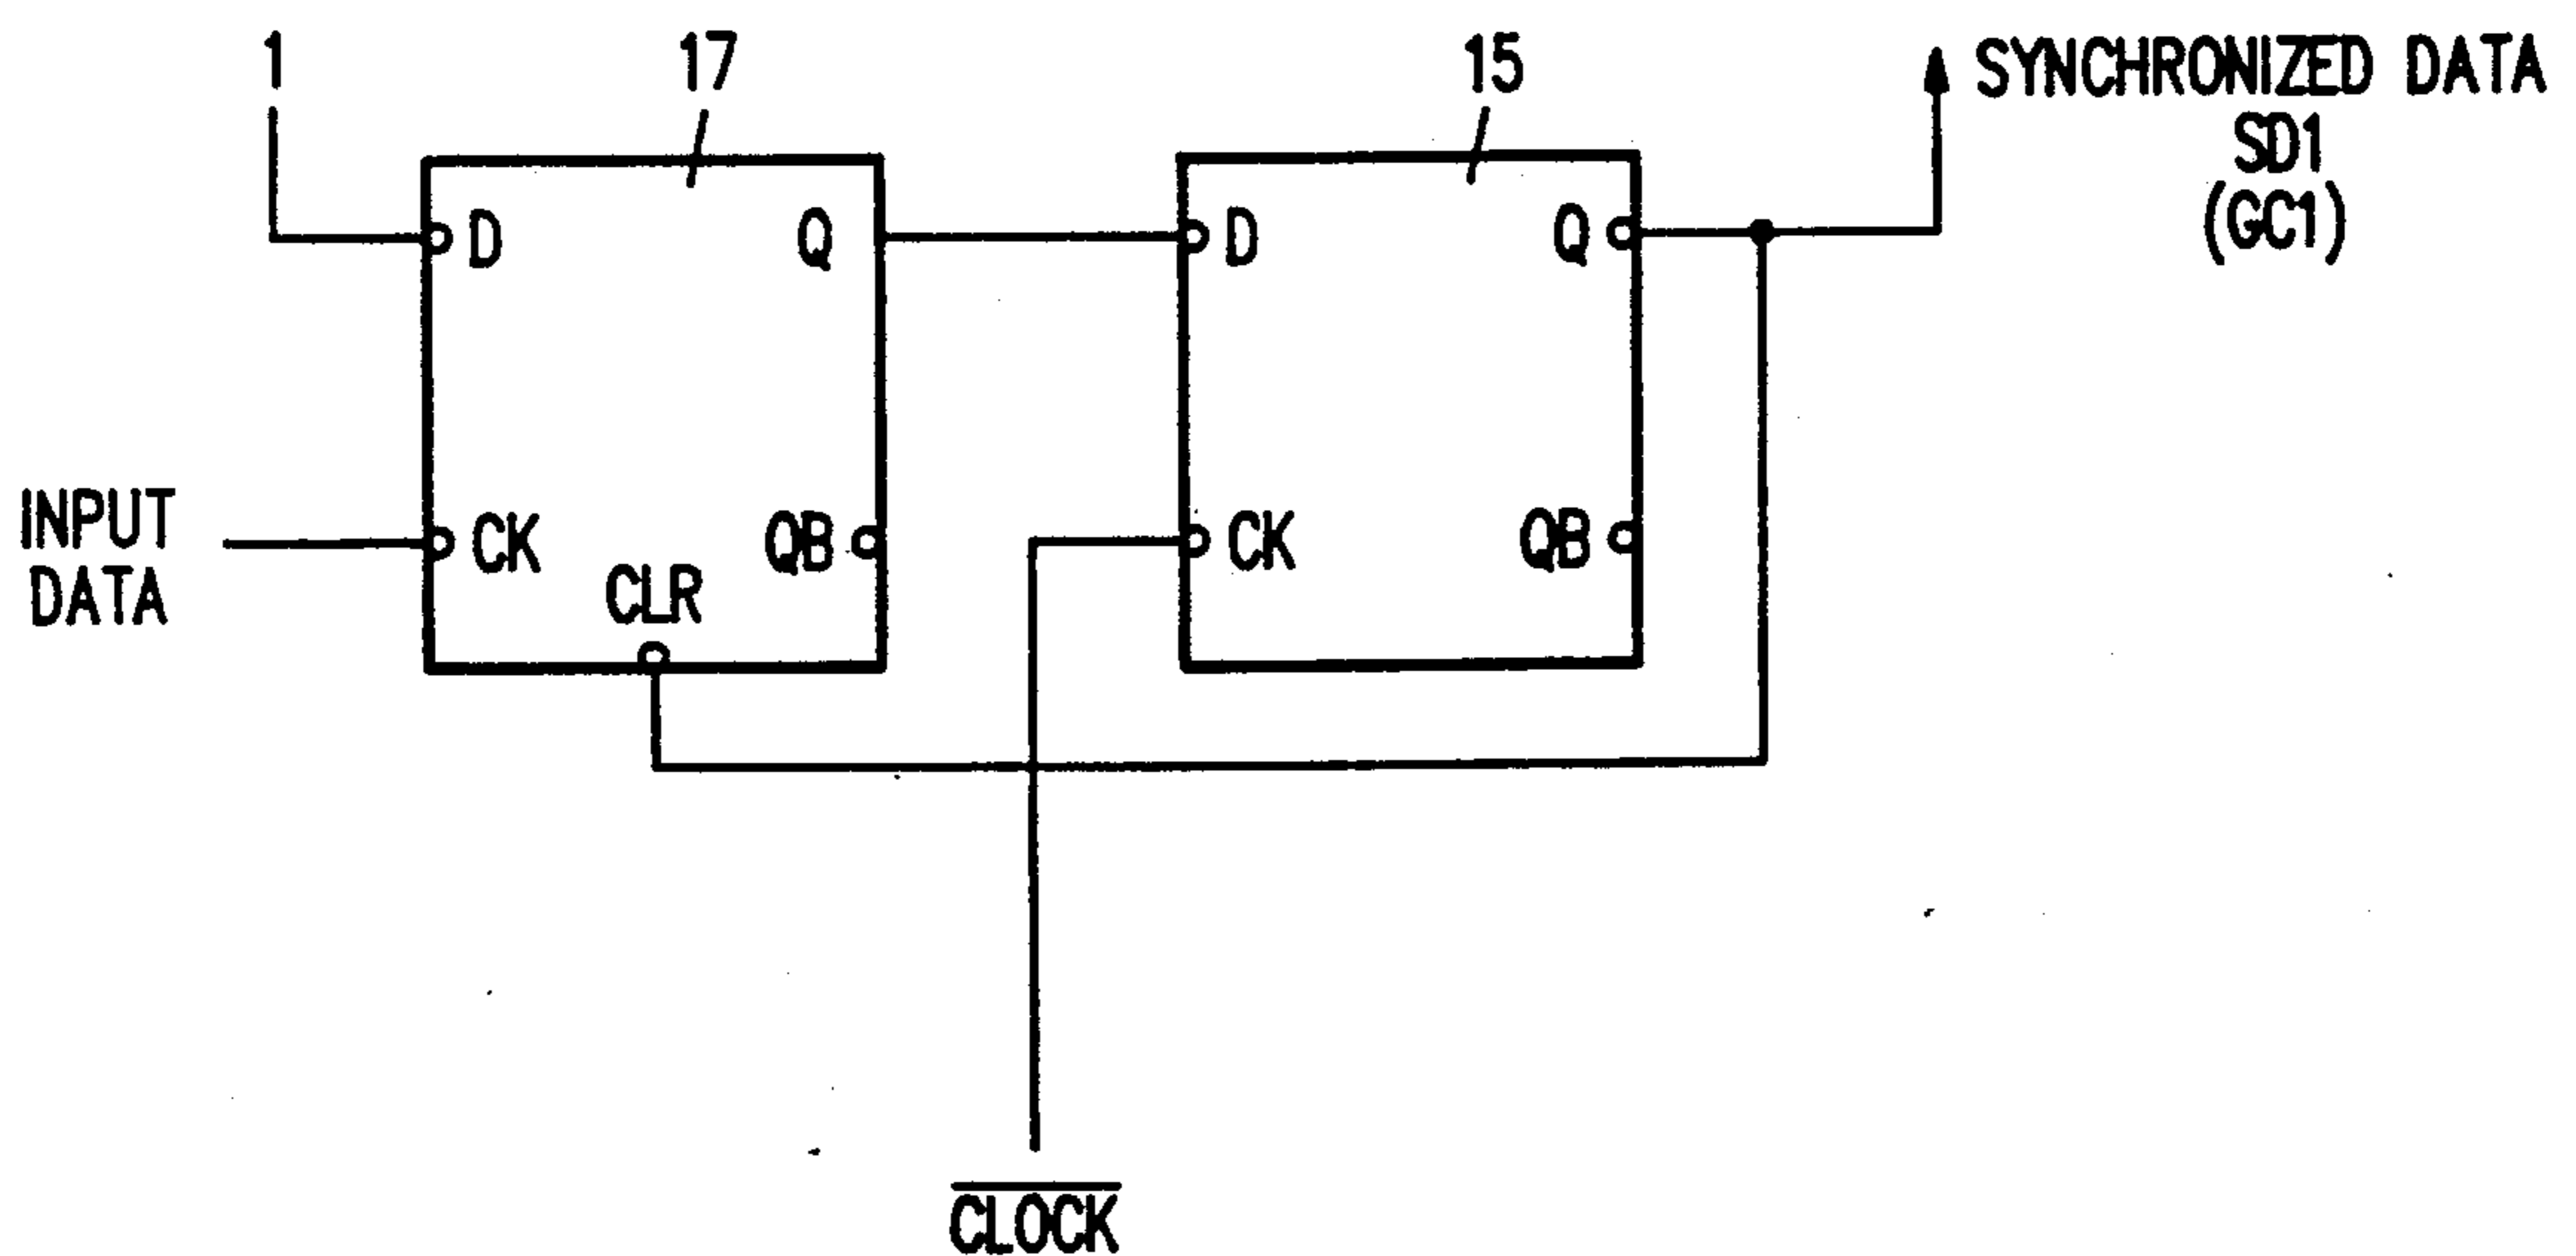 1
17
15
SYNCHRONIZED DATA
SD1
(GC1)
D
Q
D
Q
INPUT
DATA
CK
QB
CLR
CK
QB
CLOCK